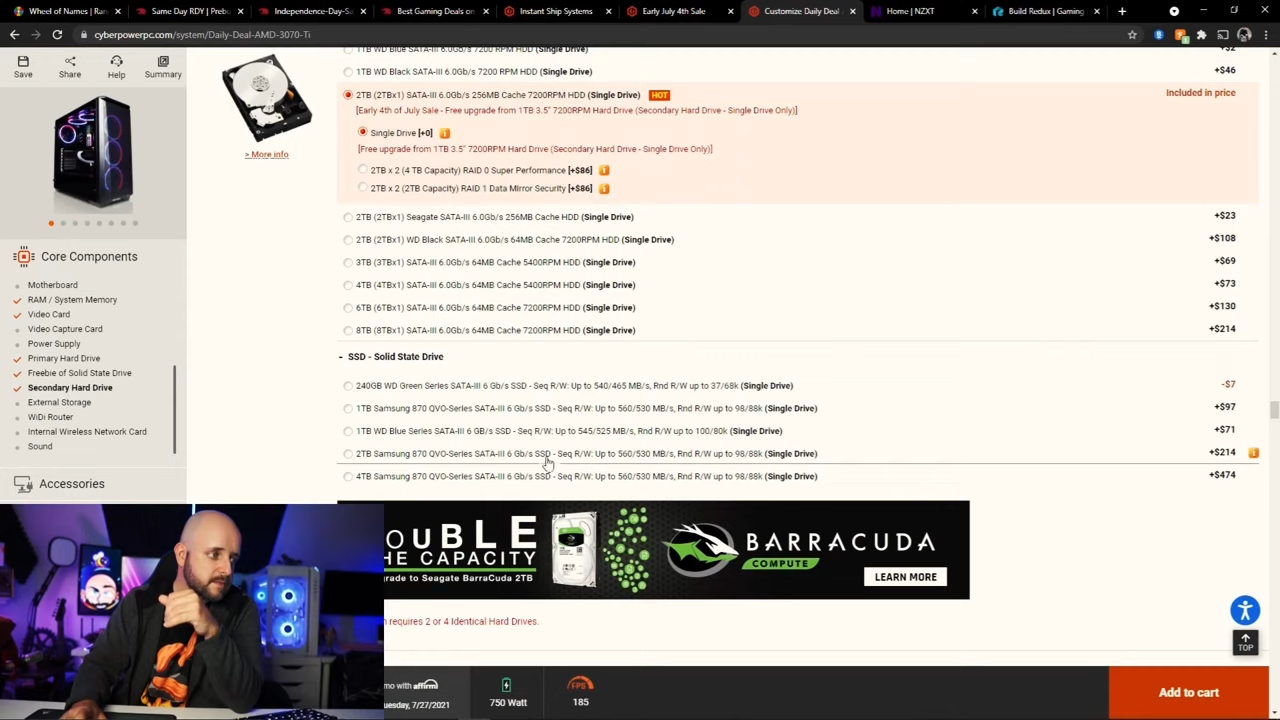 Wheel of Names | Ran
Same Day RDY | Preb
Independence-Day-Sa
Best Gaming Deals on
Instant Ship Systems
Early July 4th Sale
Customize Daily Deal
Home | NZXT
Build Redux | Gaming
cyberpowerpc.com/system/Daily-Deal-AMD-3070-Ti
Save
Share
Help
Summary
> More info
1TB WD Blue SATA-III 6.0Gb/s 7200 RPM HDD (Single Drive)
+$2
1TB WD Black SATA-III 6.0Gb/s 7200 RPM HDD (Single Drive)
+$46
2TB (2TBx1) SATA-III 6.0Gb/s 256MB Cache 7200RPM HDD (Single Drive) HOT
Included in price
[Early 4th of July Sale - Free upgrade from 1TB 3.5" 7200RPM Hard Drive (Secondary Hard Drive - Single Drive Only)]
Single Drive [+0]
[Free upgrade from 1TB 3.5" 7200RPM Hard Drive (Secondary Hard Drive - Single Drive Only)]
2TB x 2 (4 TB Capacity) RAID 0 Super Performance [+$86]
2TB x 2 (2TB Capacity) RAID 1 Data Mirror Security [+$86]
2TB (2TBx1) Seagate SATA-III 6.0Gb/s 256MB Cache HDD (Single Drive)
+$23
2TB (2TBx1) WD Black SATA-III 6.0Gb/s 64MB Cache 7200RPM HDD (Single Drive)
+$108
3TB (3TBx1) SATA-III 6.0Gb/s 64MB Cache 5400RPM HDD (Single Drive)
+$69
4TB (4TBx1) SATA-III 6.0Gb/s 64MB Cache 5400RPM HDD (Single Drive)
+$73
6TB (6TBx1) SATA-III 6.0Gb/s 64MB Cache 7200RPM HDD (Single Drive)
+$130
8TB (8TBx1) SATA-III 6.0Gb/s 64MB Cache 7200RPM HDD (Single Drive)
+$214
- SSD - Solid State Drive
240GB WD Green Series SATA-III 6 Gb/s SSD - Seq R/W: Up to 540/465 MB/s, Rnd R/W up to 37/68k (Single Drive)
-$7
1TB Samsung 870 QVO-Series SATA-III 6 Gb/s SSD - Seq R/W: Up to 560/530 MB/s, Rnd R/W up to 98/88k (Single Drive)
+$97
1TB WD Blue Series SATA-III 6 GB/s SSD - Seq R/W: Up to 545/525 MB/s, Rnd R/W up to 100/80k (Single Drive)
+$71
2TB Samsung 870 QVO-Series SATA-III 6 Gb/s SSD - Seq R/W: Up to 560/530 MB/s, Rnd R/W up to 98/88k (Single Drive)
+$214
4TB Samsung 870 QVO-Series SATA-III 6 Gb/s SSD - Seq R/W: Up to 560/530 MB/s, Rnd R/W up to 98/88k (Single Drive)
+$474
Core Components
Motherboard
RAM / System Memory
Video Card
Video Capture Card
Power Supply
Primary Hard Drive
Freebie of Solid State Drive
Secondary Hard Drive
External Storage
WiDi Router
Internal Wireless Network Card
Sound
Accessories
OUBLE
HE CAPACITY
grade to Seagate BarraCuda 2TB
BARRACUDA
COMPUTE
LEARN MORE
requires 2 or 4 Identical Hard Drives.
TOP
mo with affirm
uesday, 7/27/2021
750 Watt
FPS
185
Add to cart